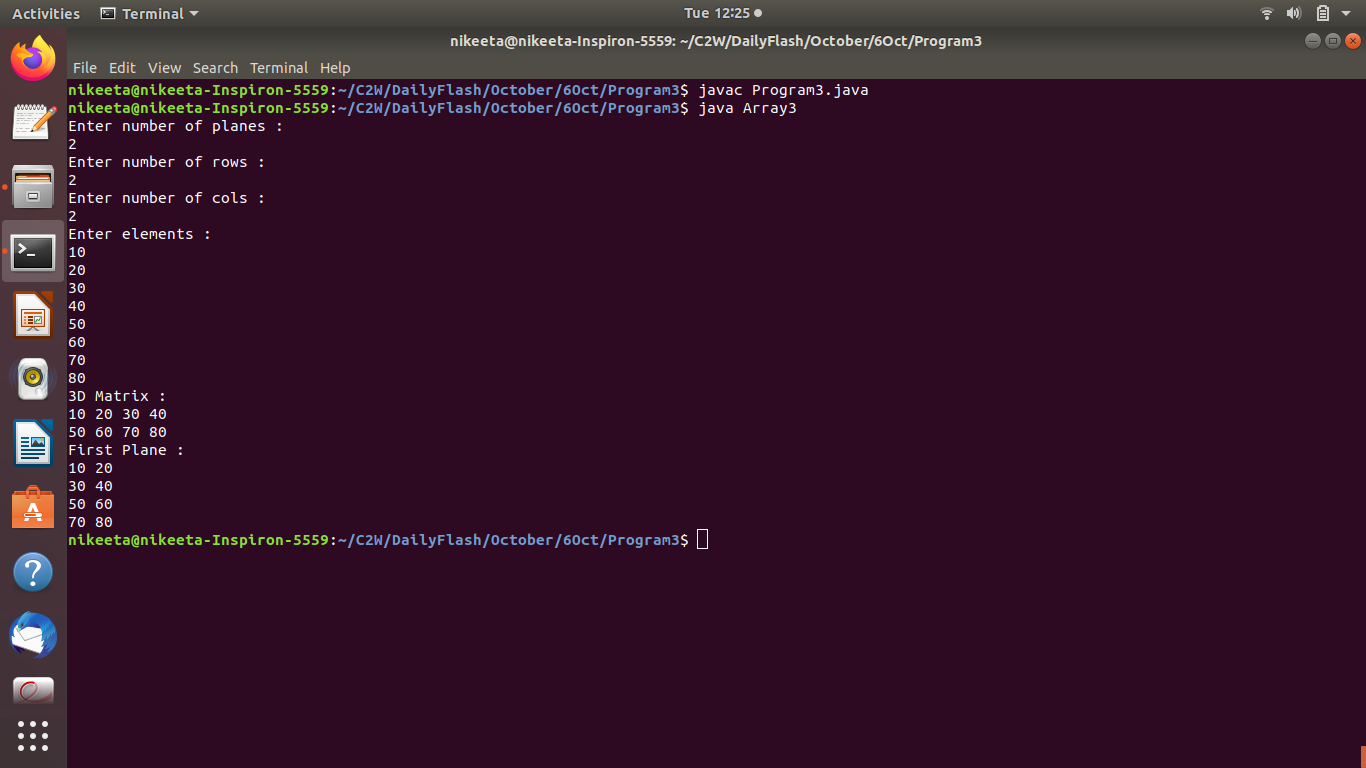 Activities Terminal Tue 12:25
nikeeta@nikeeta-Inspiron-5559: ~/C2W/DailyFlash/October/6Oct/Program3
File Edit View Search Terminal Help
nikeeta@nikeeta-Inspiron-5559:~/C2W/DailyFlash/October/6Oct/Program3$ javac Program3.java
nikeeta@nikeeta-Inspiron-5559:~/C2W/DailyFlash/October/6Oct/Program3$ java Array3
Enter number of planes :
2
Enter number of rows :
2
Enter number of cols :
2
Enter elements :
10
20
30
40
50
60
70
80
3D Matrix :
10 20 30 40
50 60 70 80
First Plane :
10 20
30 40
50 60
70 80
nikeeta@nikeeta-Inspiron-5559:~/C2W/DailyFlash/October/6Oct/Program3$